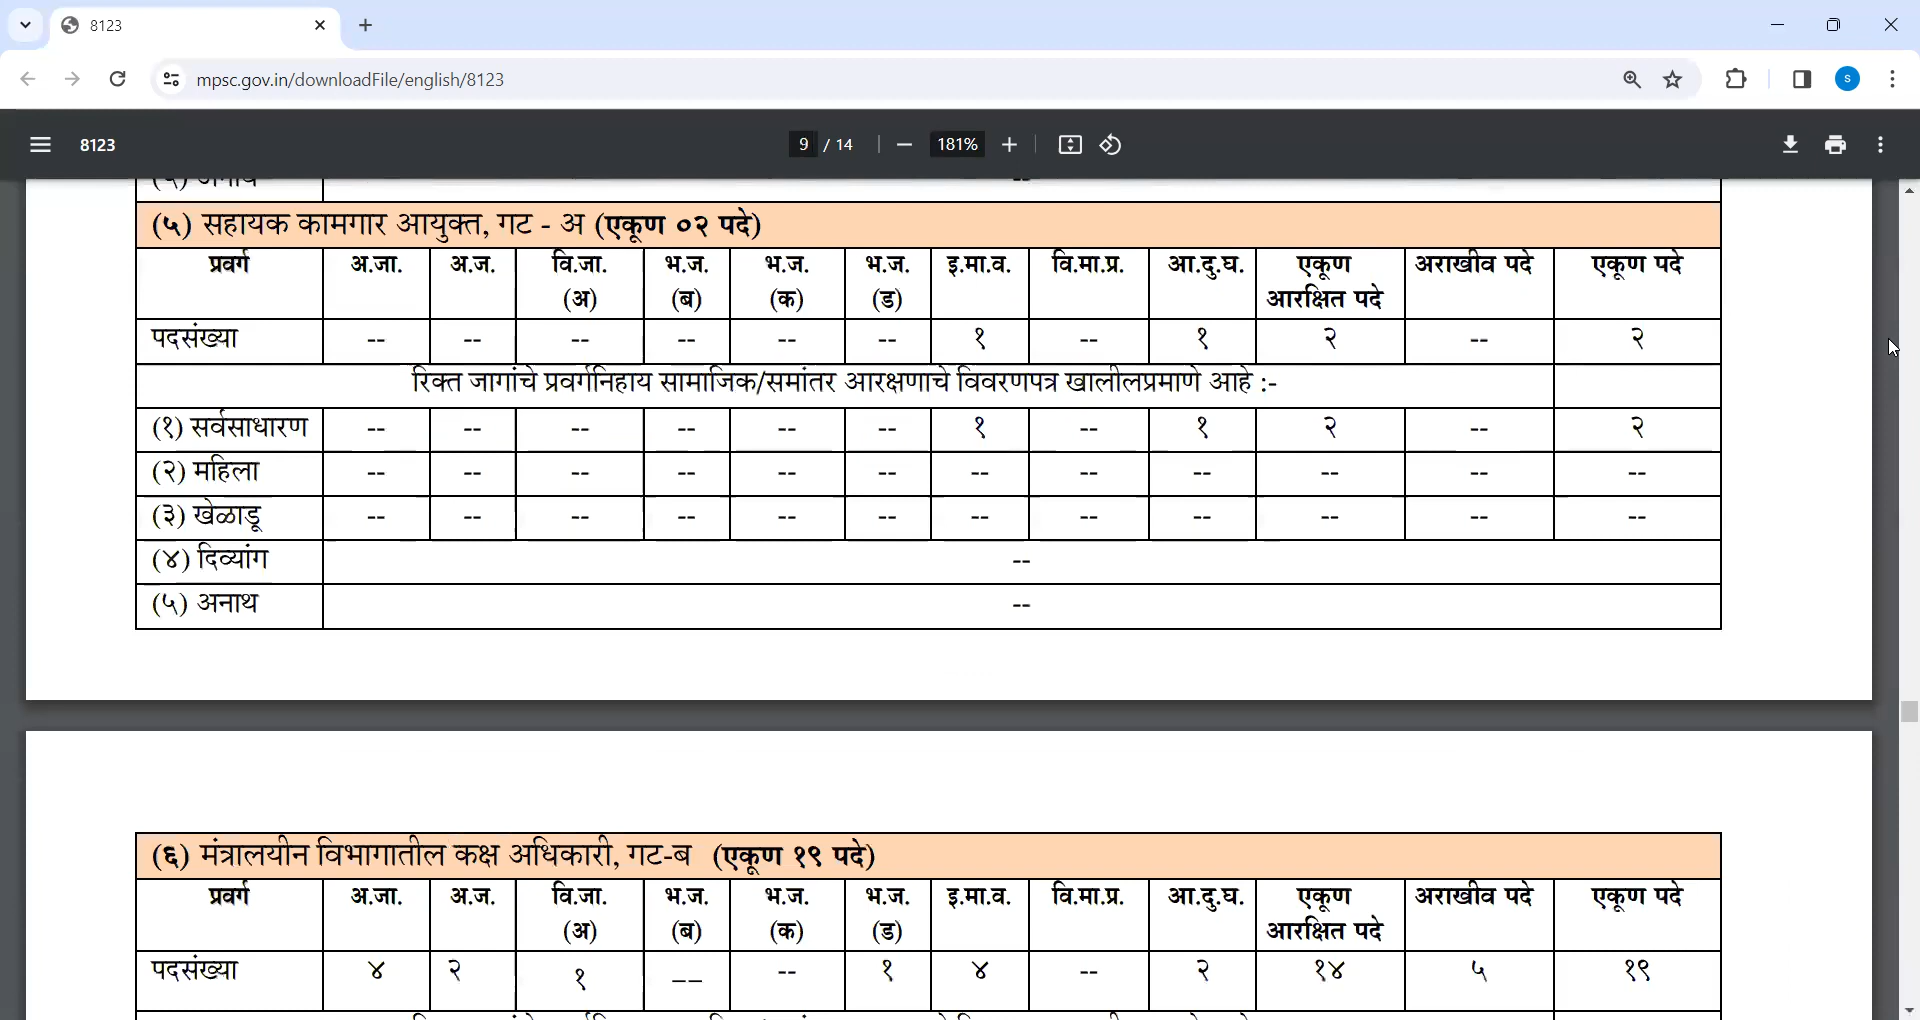 8123
mpsc.gov.in/downloadFile/english/8123
S
8123
9 / 14
181%
--
(५) सहायक कामगार आयुक्त, गट - अ (एकूण ०२ पदे)
प्रवर्ग अ.जा. अ.ज. वि.जा. (अ) भ.ज. (ब) भ.ज. (क) भ.ज. (ड) इ.मा.व. वि.मा.प्र. आ.दु.घ. एकूण आरक्षित पदे अराखीव पदे एकूण पदे
पदसंख्या -- -- -- -- -- -- १ -- १ २ -- २
रिक्त जागांचे प्रवर्गनिहाय सामाजिक/समांतर आरक्षणाचे विवरणपत्र खालीलप्रमाणे आहे :-
(१) सर्वसाधारण -- -- -- -- -- -- १ -- १ २ -- २
(२) महिला -- -- -- -- -- -- -- -- -- -- -- --
(३) खेळाडू -- -- -- -- -- -- -- -- -- -- -- --
(४) दिव्यांग --
(५) अनाथ --
(६) मंत्रालयीन विभागातील कक्ष अधिकारी, गट-ब (एकूण १९ पदे)
प्रवर्ग अ.जा. अ.ज. वि.जा. (अ) भ.ज. (ब) भ.ज. (क) भ.ज. (ड) इ.मा.व. वि.मा.प्र. आ.दु.घ. एकूण आरक्षित पदे अराखीव पदे एकूण पदे
पदसंख्या ४ २ १ -- -- १ ४ -- २ १४ ५ १९